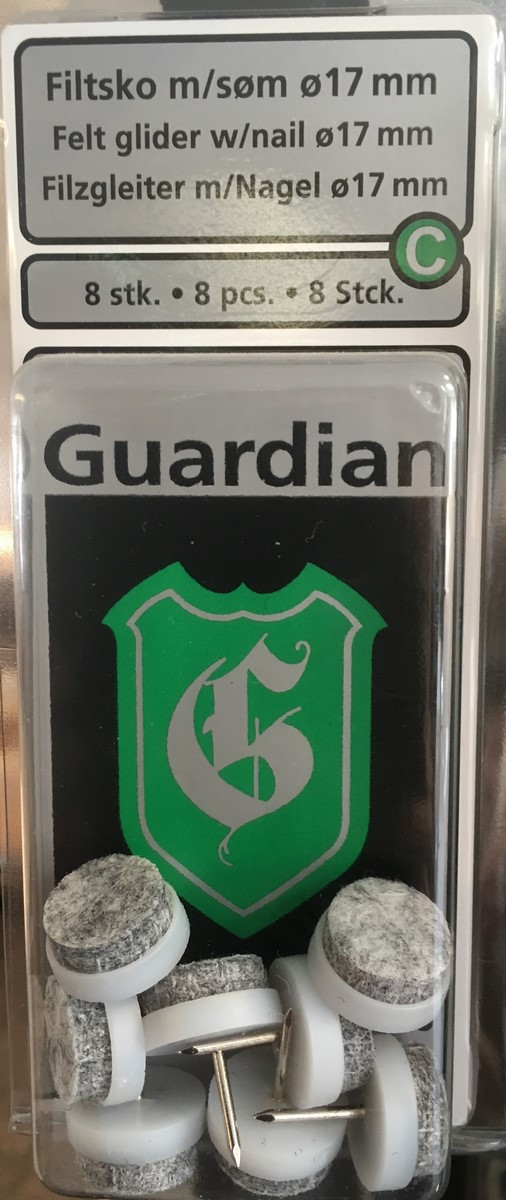 Filtsko m/søm ø17 mm
Felt glider w/nail ø17 mm
Filzgleiter m/Nagel ø17 mm
C
8 stk. • 8 pcs. • 8 Stck.
Guardian
G